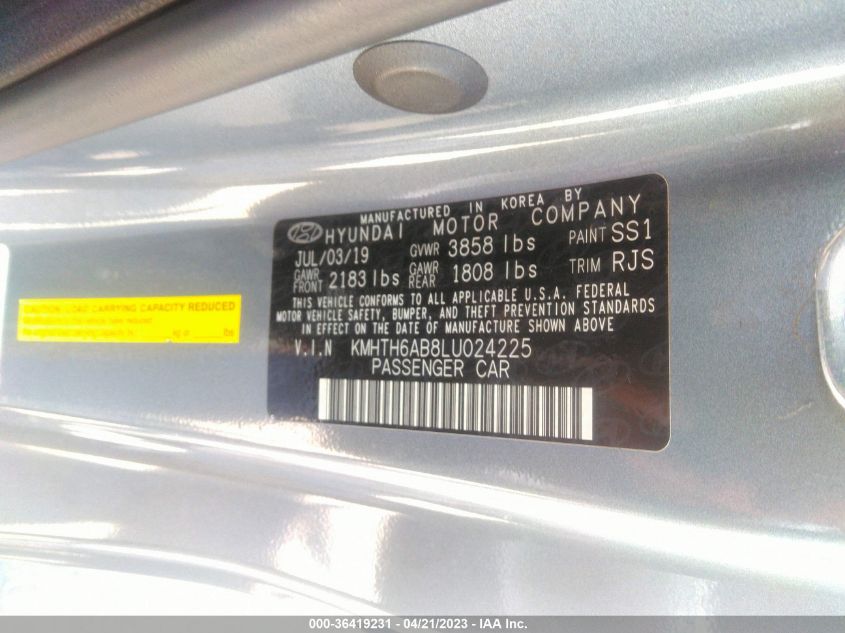 MANUFACTURED IN KOREA BY
HYUNDAI MOTOR COMPANY
JUL/03/19 GVWR 3858 lbs PAINT SS1
GAWR FRONT 2183 lbs GAWR REAR 1808 lbs TRIM RJS
THIS VEHICLE CONFORMS TO ALL APPLICABLE U.S.A. FEDERAL
MOTOR VEHICLE SAFETY, BUMPER, AND THEFT PREVENTION STANDARDS
IN EFFECT ON THE DATE OF MANUFACTURE SHOWN ABOVE
V.I.N KMHTH6AB8LU024225
PASSENGER CAR
CAUTION: LOAD CARRYING CAPACITY REDUCED
kg or lbs
000-36419231 - 04/21/2023 - IAA Inc.